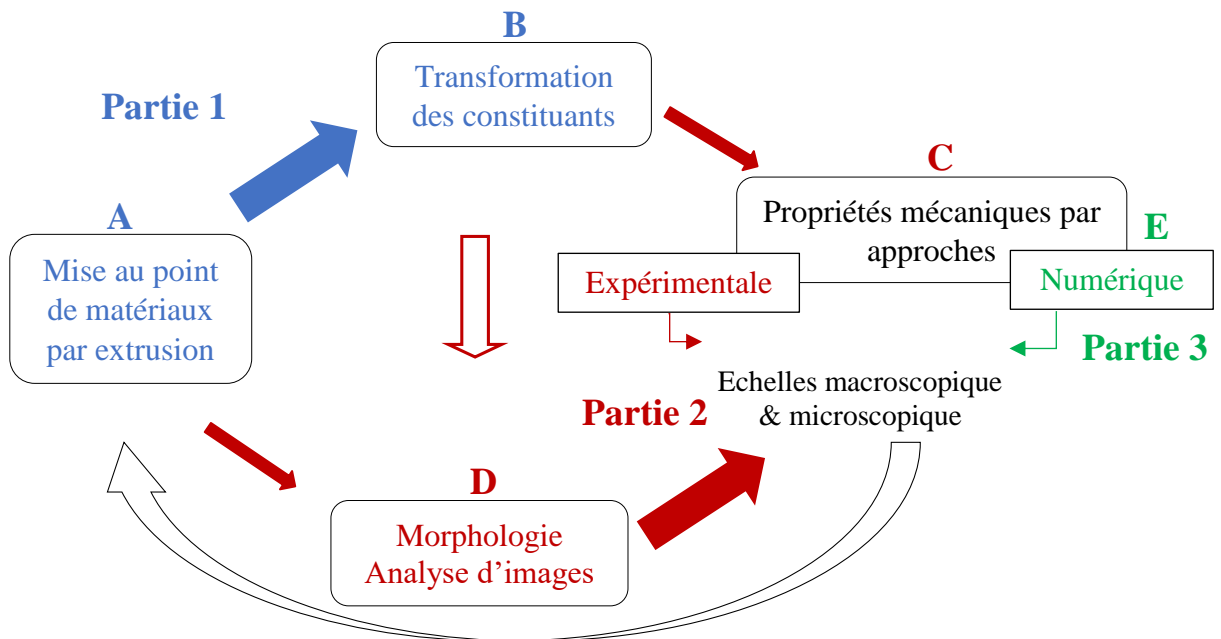 B
Transformation
des constituants
Partie 1
A
Mise au point
de matériaux
par extrusion
C
Propriétés mécaniques par
approches
E
Expérimentale
Numérique
Partie 3
Echelles macroscopique
& microscopique
Partie 2
D
Morphologie
Analyse d’images